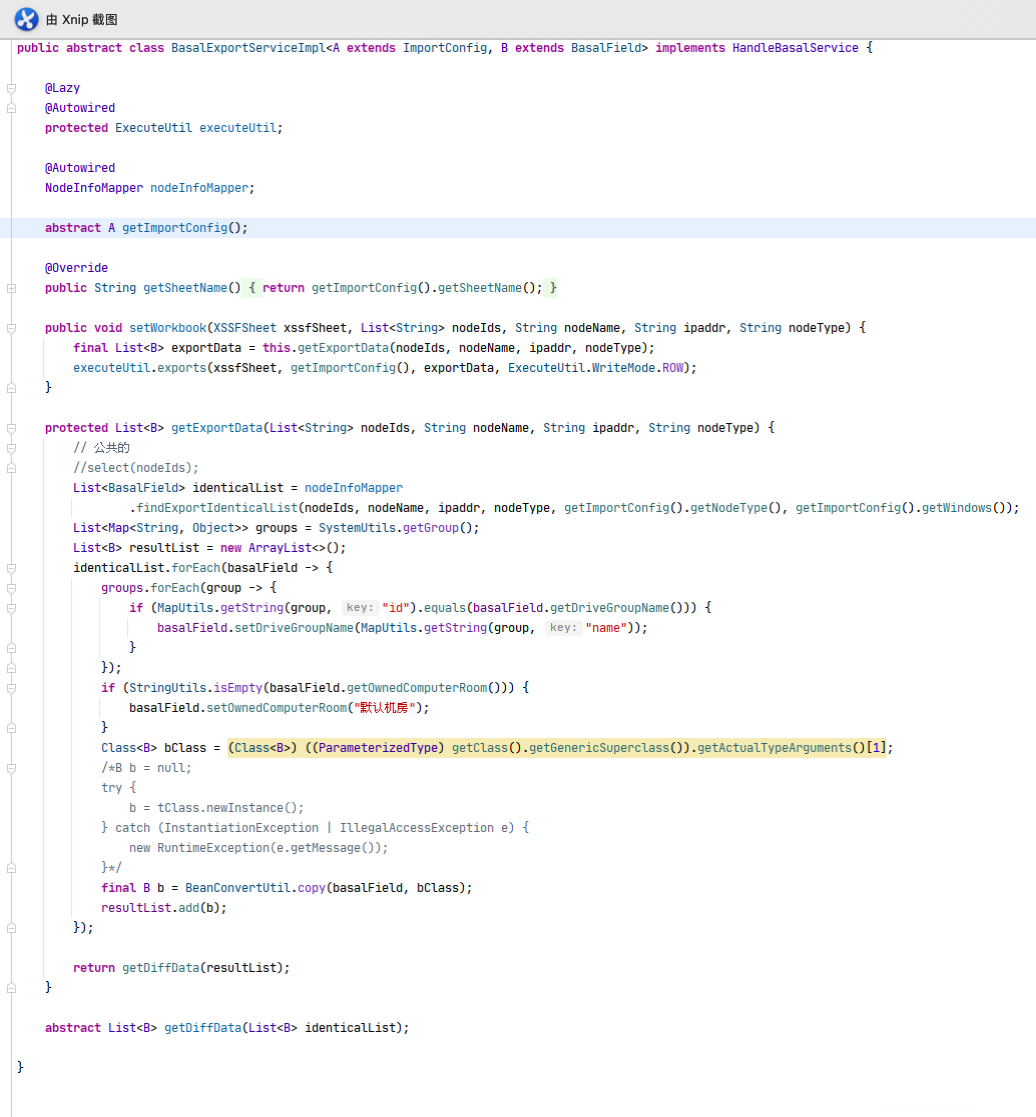 由 Xnip 截图
public abstract class BasalExportServiceImpl<A extends ImportConfig, B extends BasalField> implements HandleBasalService {
@Lazy
@Autowired
protected ExecuteUtil executeUtil;
@Autowired
NodeInfoMapper nodeInfoMapper;
abstract A getImportConfig();
@Override
public String getSheetName() { return getImportConfig().getSheetName(); }
public void setWorkbook(XSSFSheet xssfSheet, List<String> nodeIds, String nodeName, String ipaddr, String nodeType) {
final List<B> exportData = this.getExportData(nodeIds, nodeName, ipaddr, nodeType);
executeUtil.exports(xssfSheet, getImportConfig(), exportData, ExecuteUtil.WriteMode.ROW);
}
protected List<B> getExportData(List<String> nodeIds, String nodeName, String ipaddr, String nodeType) {
// 公共的
//select(nodeIds);
List<BasalField> identicalList = nodeInfoMapper
.findExportIdenticalList(nodeIds, nodeName, ipaddr, nodeType, getImportConfig().getNodeType(), getImportConfig().getWindows());
List<Map<String, Object>> groups = SystemUtils.getGroup();
List<B> resultList = new ArrayList<>();
identicalList.forEach(basalField -> {
groups.forEach(group -> {
if (MapUtils.getString(group, key: "id").equals(basalField.getDriveGroupName())) {
basalField.setDriveGroupName(MapUtils.getString(group, key: "name"));
}
});
if (StringUtils.isEmpty(basalField.getOwnedComputerRoom())) {
basalField.setOwnedComputerRoom("默认机房");
}
Class<B> bClass = (Class<B>) ((ParameterizedType) getClass().getGenericSuperclass()).getActualTypeArguments()[1];
/*B b = null;
try {
b = tClass.newInstance();
} catch (InstantiationException | IllegalAccessException e) {
new RuntimeException(e.getMessage());
}*/
final B b = BeanConvertUtil.copy(basalField, bClass);
resultList.add(b);
});
return getDiffData(resultList);
}
abstract List<B> getDiffData(List<B> identicalList);
}